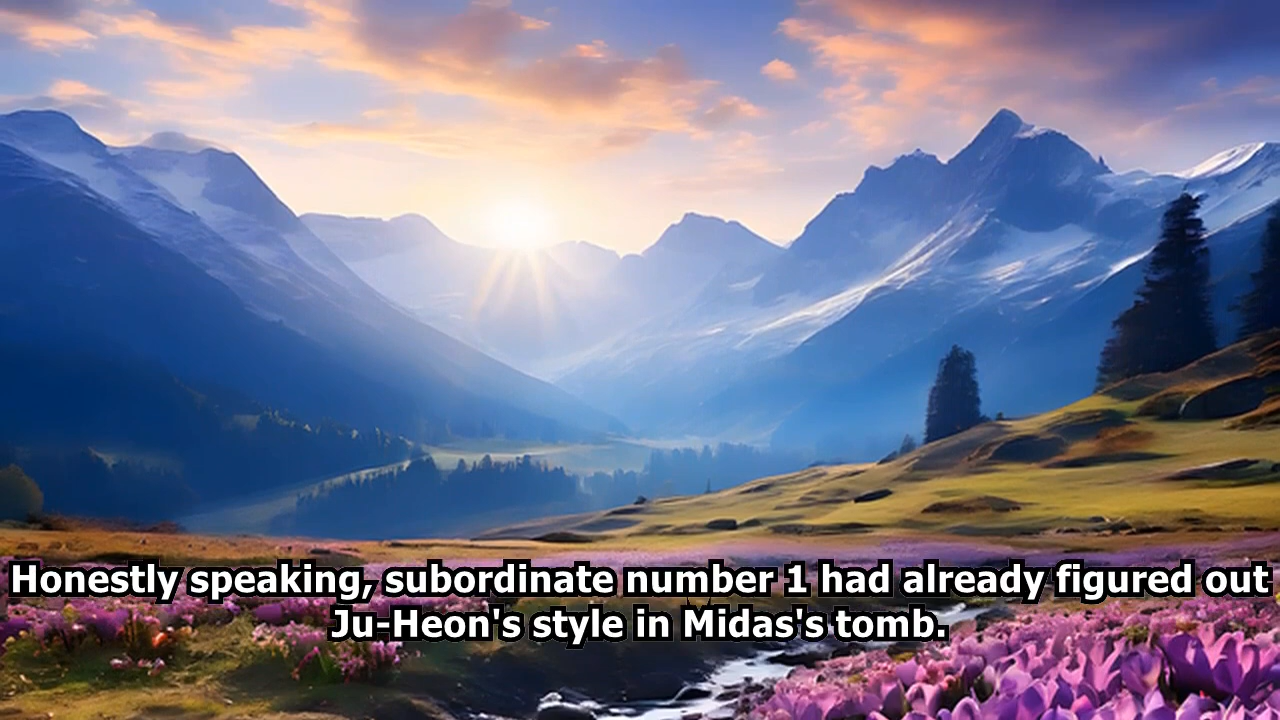 Honestly speaking, subordinate number 1 had already figured out
Ju-Heon's style in Midas's tomb.